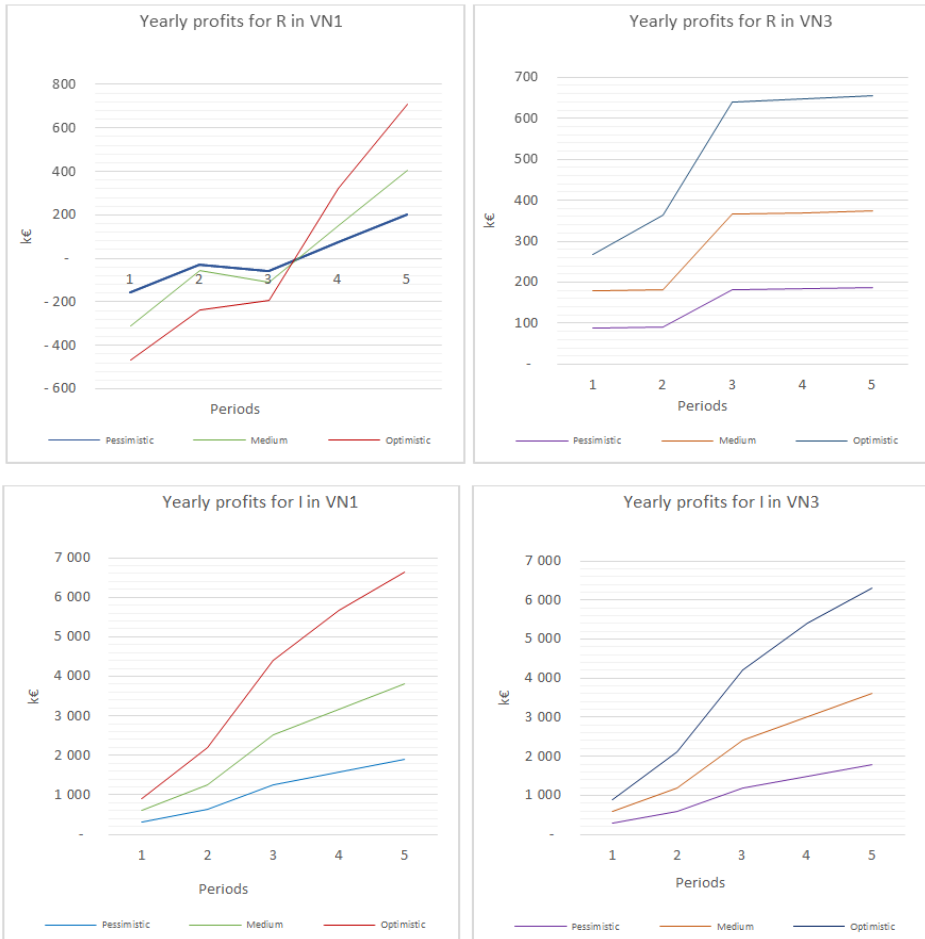 Yearly profits for R in VN1
800
600
400
200
-
- 200
- 400
- 600
k€
1 2 3 4 5
Periods
Pessimistic Medium Optimistic
Yearly profits for R in VN3
700
600
500
400
300
200
100
-
k€
1 2 3 4 5
Periods
Pessimistic Medium Optimistic
Yearly profits for I in VN1
7 000
6 000
5 000
4 000
3 000
2 000
1 000
-
k€
1 2 3 4 5
Periods
Pessimistic Medium Optimistic
Yearly profits for I in VN3
7 000
6 000
5 000
4 000
3 000
2 000
1 000
-
k€
1 2 3 4 5
Periods
Pessimistic Medium Optimistic